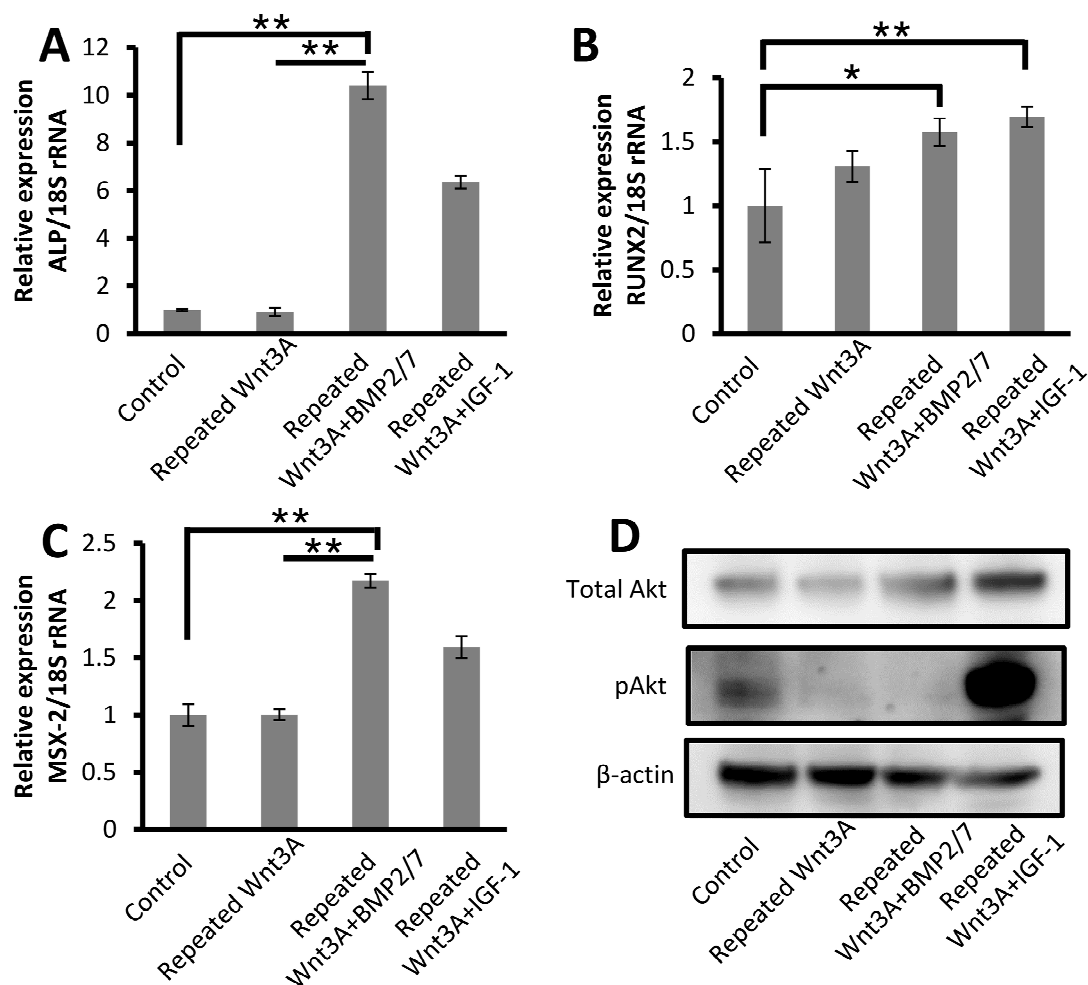 A
**
**
Relative expression
ALP/18S rRNA
12
10
8
6
4
2
0
Control
Repeated Wnt3A
Repeated
Wnt3A+BMP2/7
Repeated
Wnt3A+IGF-1
B
**
*
Relative expression
RUNX2/18S rRNA
2
1.5
1
0.5
0
Control
Repeated Wnt3A
Repeated
Wnt3A+BMP2/7
Repeated
Wnt3A+IGF-1
C
**
**
Relative expression
MSX-2/18S rRNA
2.5
2
1.5
1
0.5
0
Control
Repeated Wnt3A
Repeated
Wnt3A+BMP2/7
Repeated
Wnt3A+IGF-1
D
Total Akt
pAkt
β-actin
Control
Repeated Wnt3A
Repeated
Wnt3A+BMP2/7
Repeated
Wnt3A+IGF-1